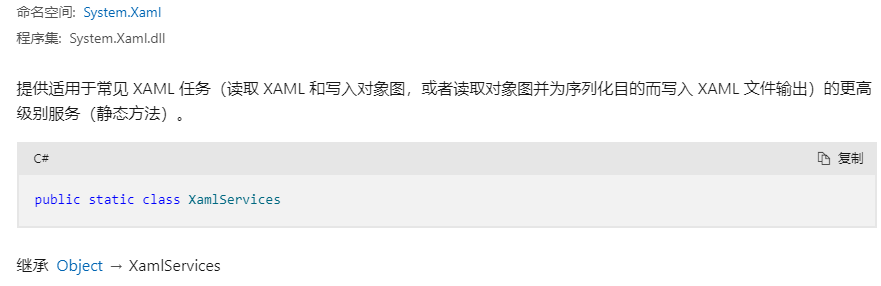 命名空间: System.Xaml
程序集: System.Xaml.dll
提供适用于常见 XAML 任务（读取 XAML 和写入对象图，或者读取对象图并为序列化目的而写入 XAML 文件输出）的更高
级别服务（静态方法）。
C# 复制
public static class XamlServices
继承 Object → XamlServices